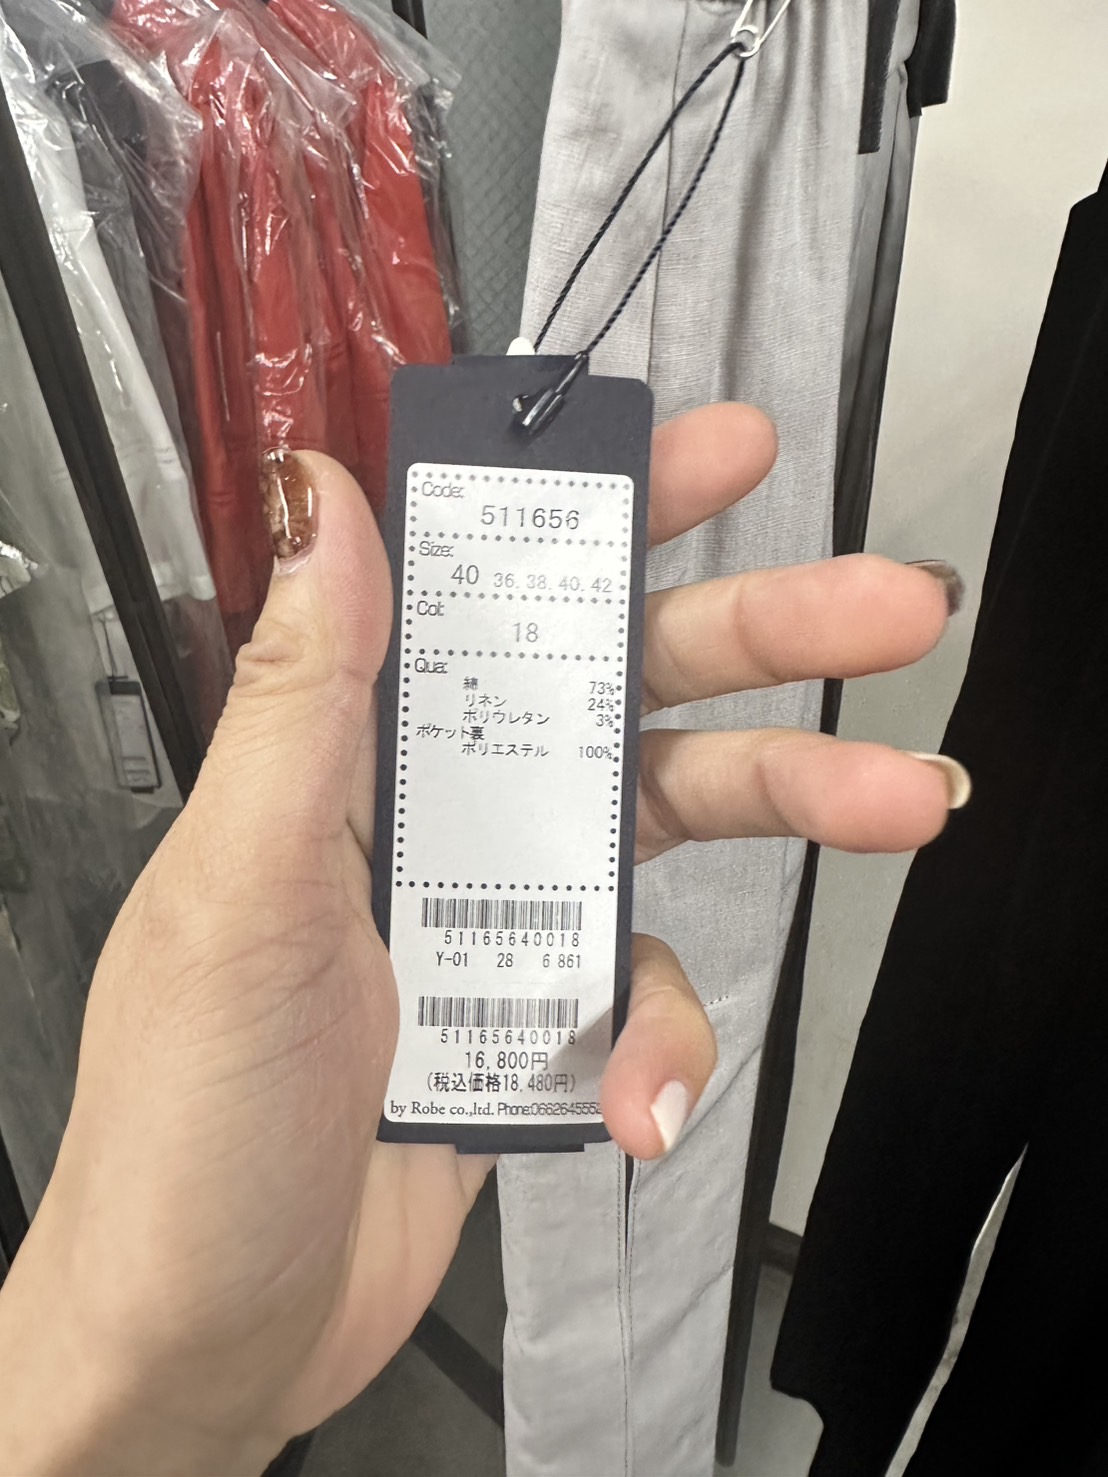 Code:
511656
Size:
40 36. 38. 40. 42
Col:
18
Qua:
綿 73%
リネン 24%
ポリウレタン 3%
ポケット裏
ポリエステル 100%
51165640018
Y-01 28 6 861
51165640018
16,800円
(税込価格18,480円)
by Robe co.,ltd. Phone:0662645552